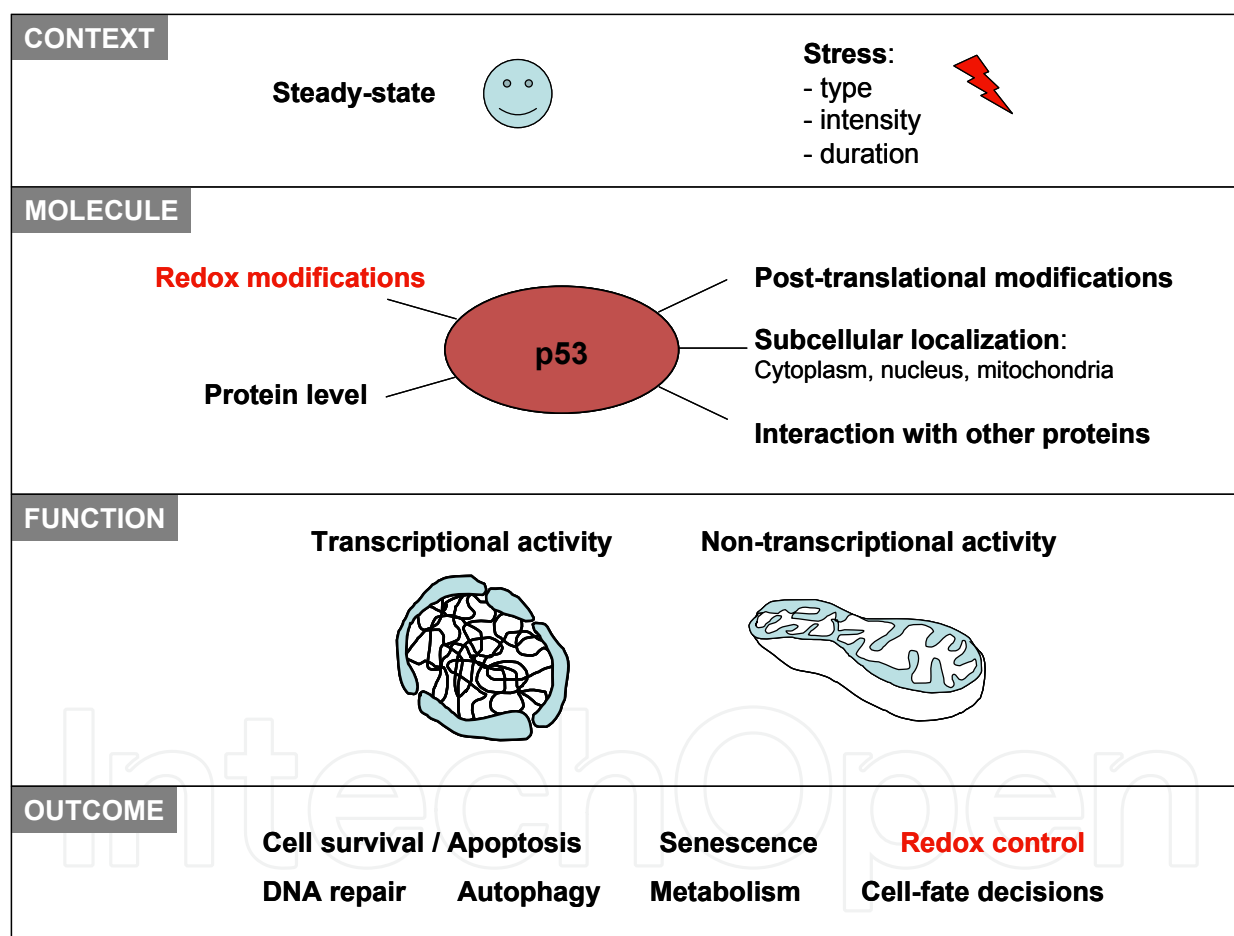 CONTEXT
Steady-state
Stress:
- type
- intensity
- duration
MOLECULE
Redox modifications
Protein level
p53
Post-translational modifications
Subcellular localization:
Cytoplasm, nucleus, mitochondria
Interaction with other proteins
FUNCTION
Transcriptional activity
Non-transcriptional activity
IntechOpen
OUTCOME
Cell survival / Apoptosis
Senescence
Redox control
DNA repair
Autophagy
Metabolism
Cell-fate decisions